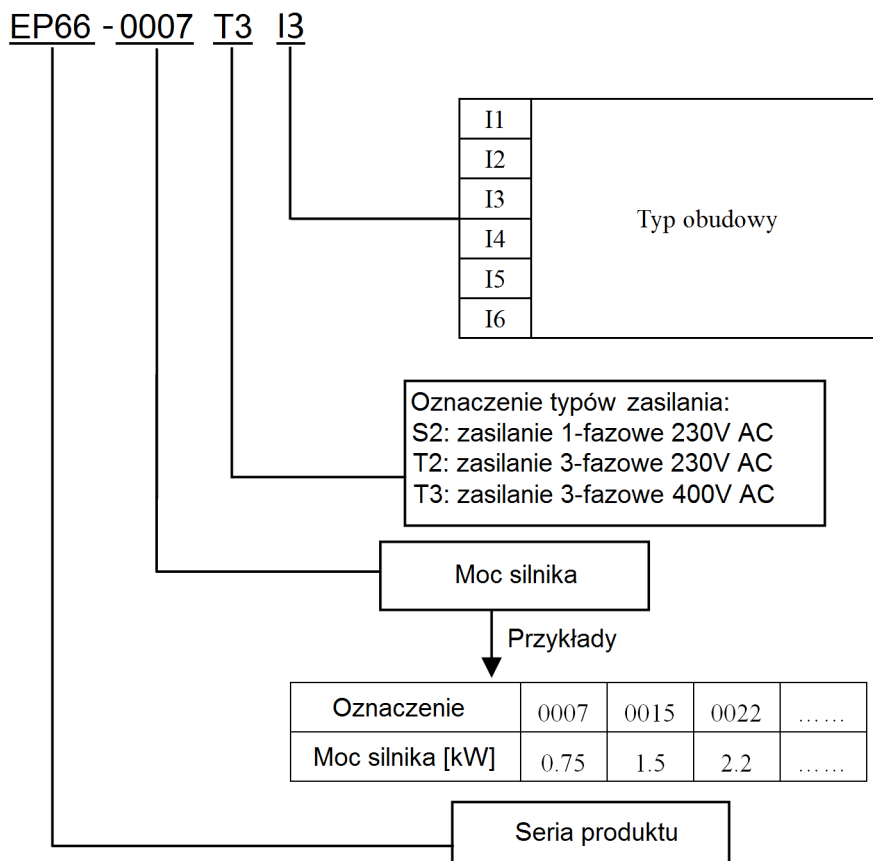 EP66 - 0007 T3 I3
I1
I2
I3
I4
I5
I6
Typ obudowy
Oznaczenie typów zasilania:
S2: zasilanie 1-fazowe 230V AC
T2: zasilanie 3-fazowe 230V AC
T3: zasilanie 3-fazowe 400V AC
Moc silnika
Przykłady
Oznaczenie 0007 0015 0022 ……
Moc silnika [kW] 0.75 1.5 2.2 ……
Seria produktu